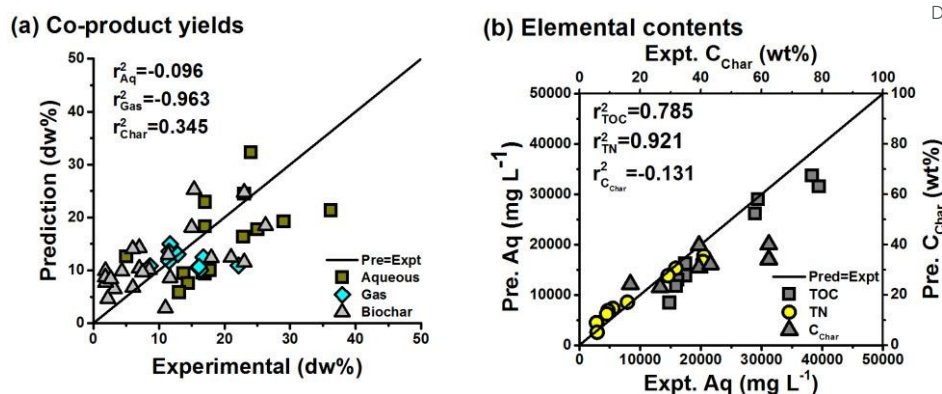 D
(a) Co-product yields
50
40
30
20
10
0
0 10 20 30 40 50
r²Aq=-0.096
r²Gas=-0.963
r²Char=0.345
Prediction (dw%)
Experimental (dw%)
Pre=Expt
Aqueous
Gas
Biochar
(b) Elemental contents
Expt. CChar (wt%)
0 20 40 60 80 100
50000
40000
30000
20000
10000
0
100
80
60
40
20
0
0 10000 20000 30000 40000 50000
r²TOC=0.785
r²TN=0.921
r²CChar=-0.131
Pre. Aq (mg L⁻¹)
Pre. CChar (wt%)
Expt. Aq (mg L⁻¹)
Pred=Expt
TOC
TN
CChar